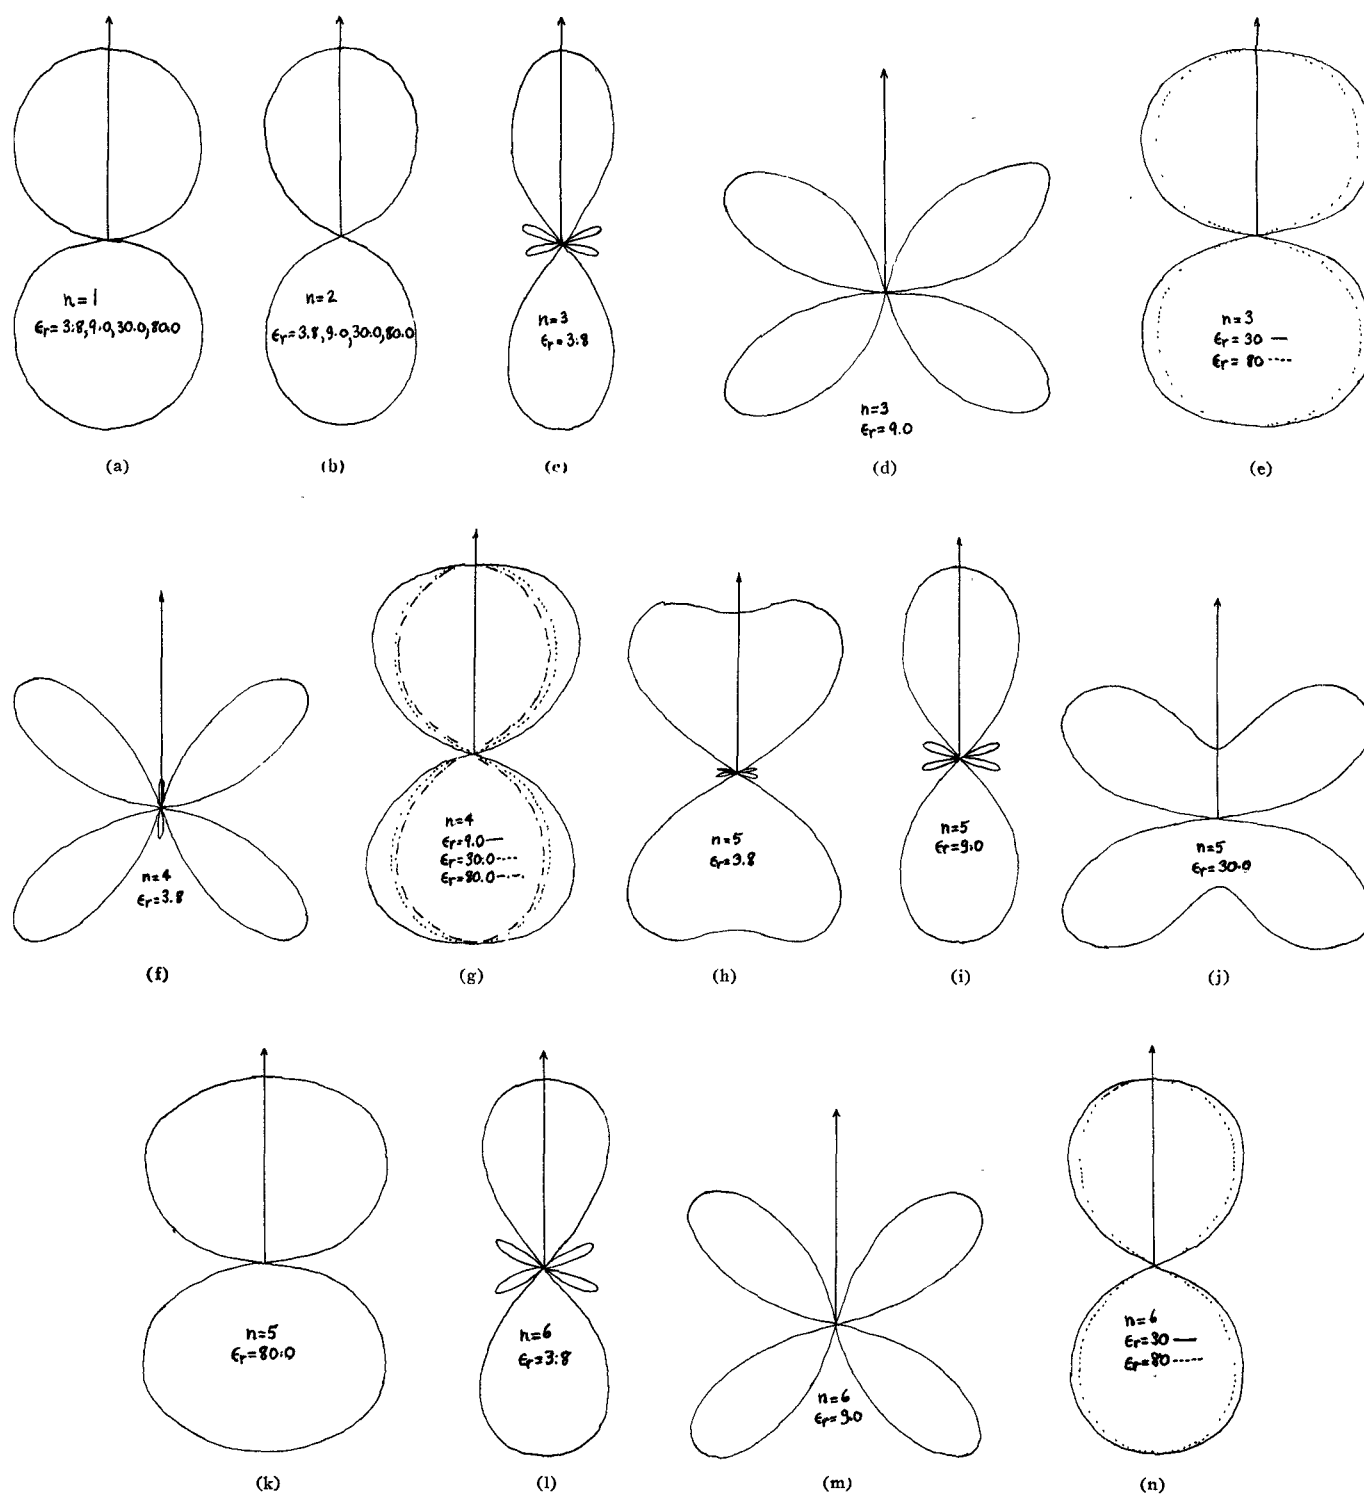 n=1
εr=3.8,9.0,30.0,80.0
(a)
n=2
εr=3.8,9.0,30.0,80.0
(b)
n=3
εr=3.8
(c)
n=3
εr=9.0
(d)
n=3
εr=30 —
εr=80 ----
(e)
n=4
εr=3.8
(f)
n=4
εr=9.0 —
εr=30.0 ----
εr=80.0 -·-·
(g)
n=5
εr=3.8
(h)
n=5
εr=9.0
(i)
n=5
εr=30.0
(j)
n=5
εr=80.0
(k)
n=6
εr=3.8
(l)
n=6
εr=9.0
(m)
n=6
εr=30 —
εr=80 -----
(n)